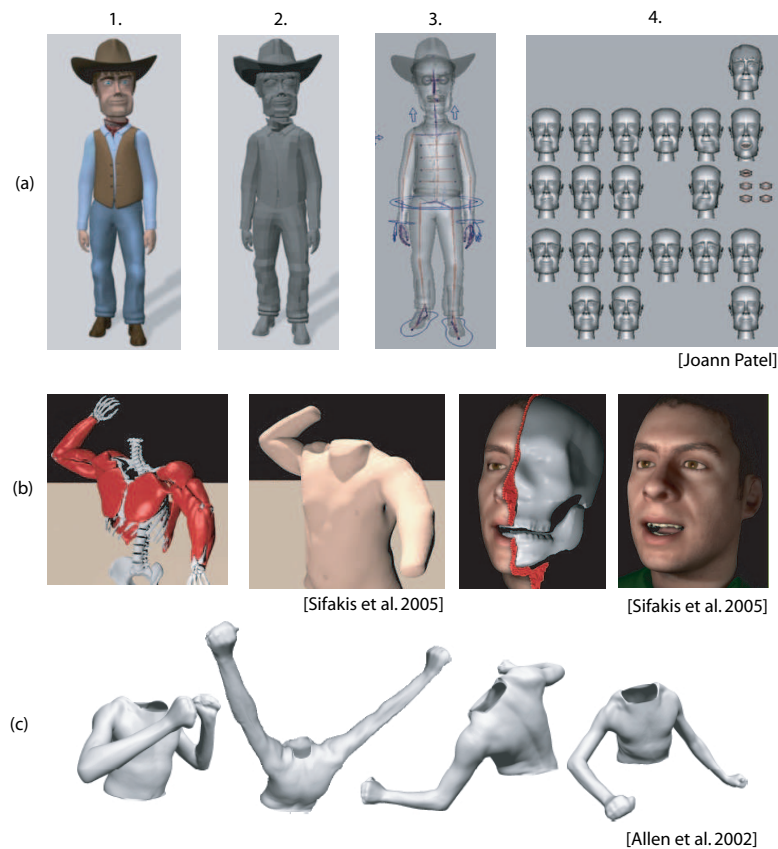 1. 2. 3. 4.
(a)
[Joann Patel]
(b)
[Sifakis et al. 2005] [Sifakis et al. 2005]
(c)
[Allen et al. 2002]